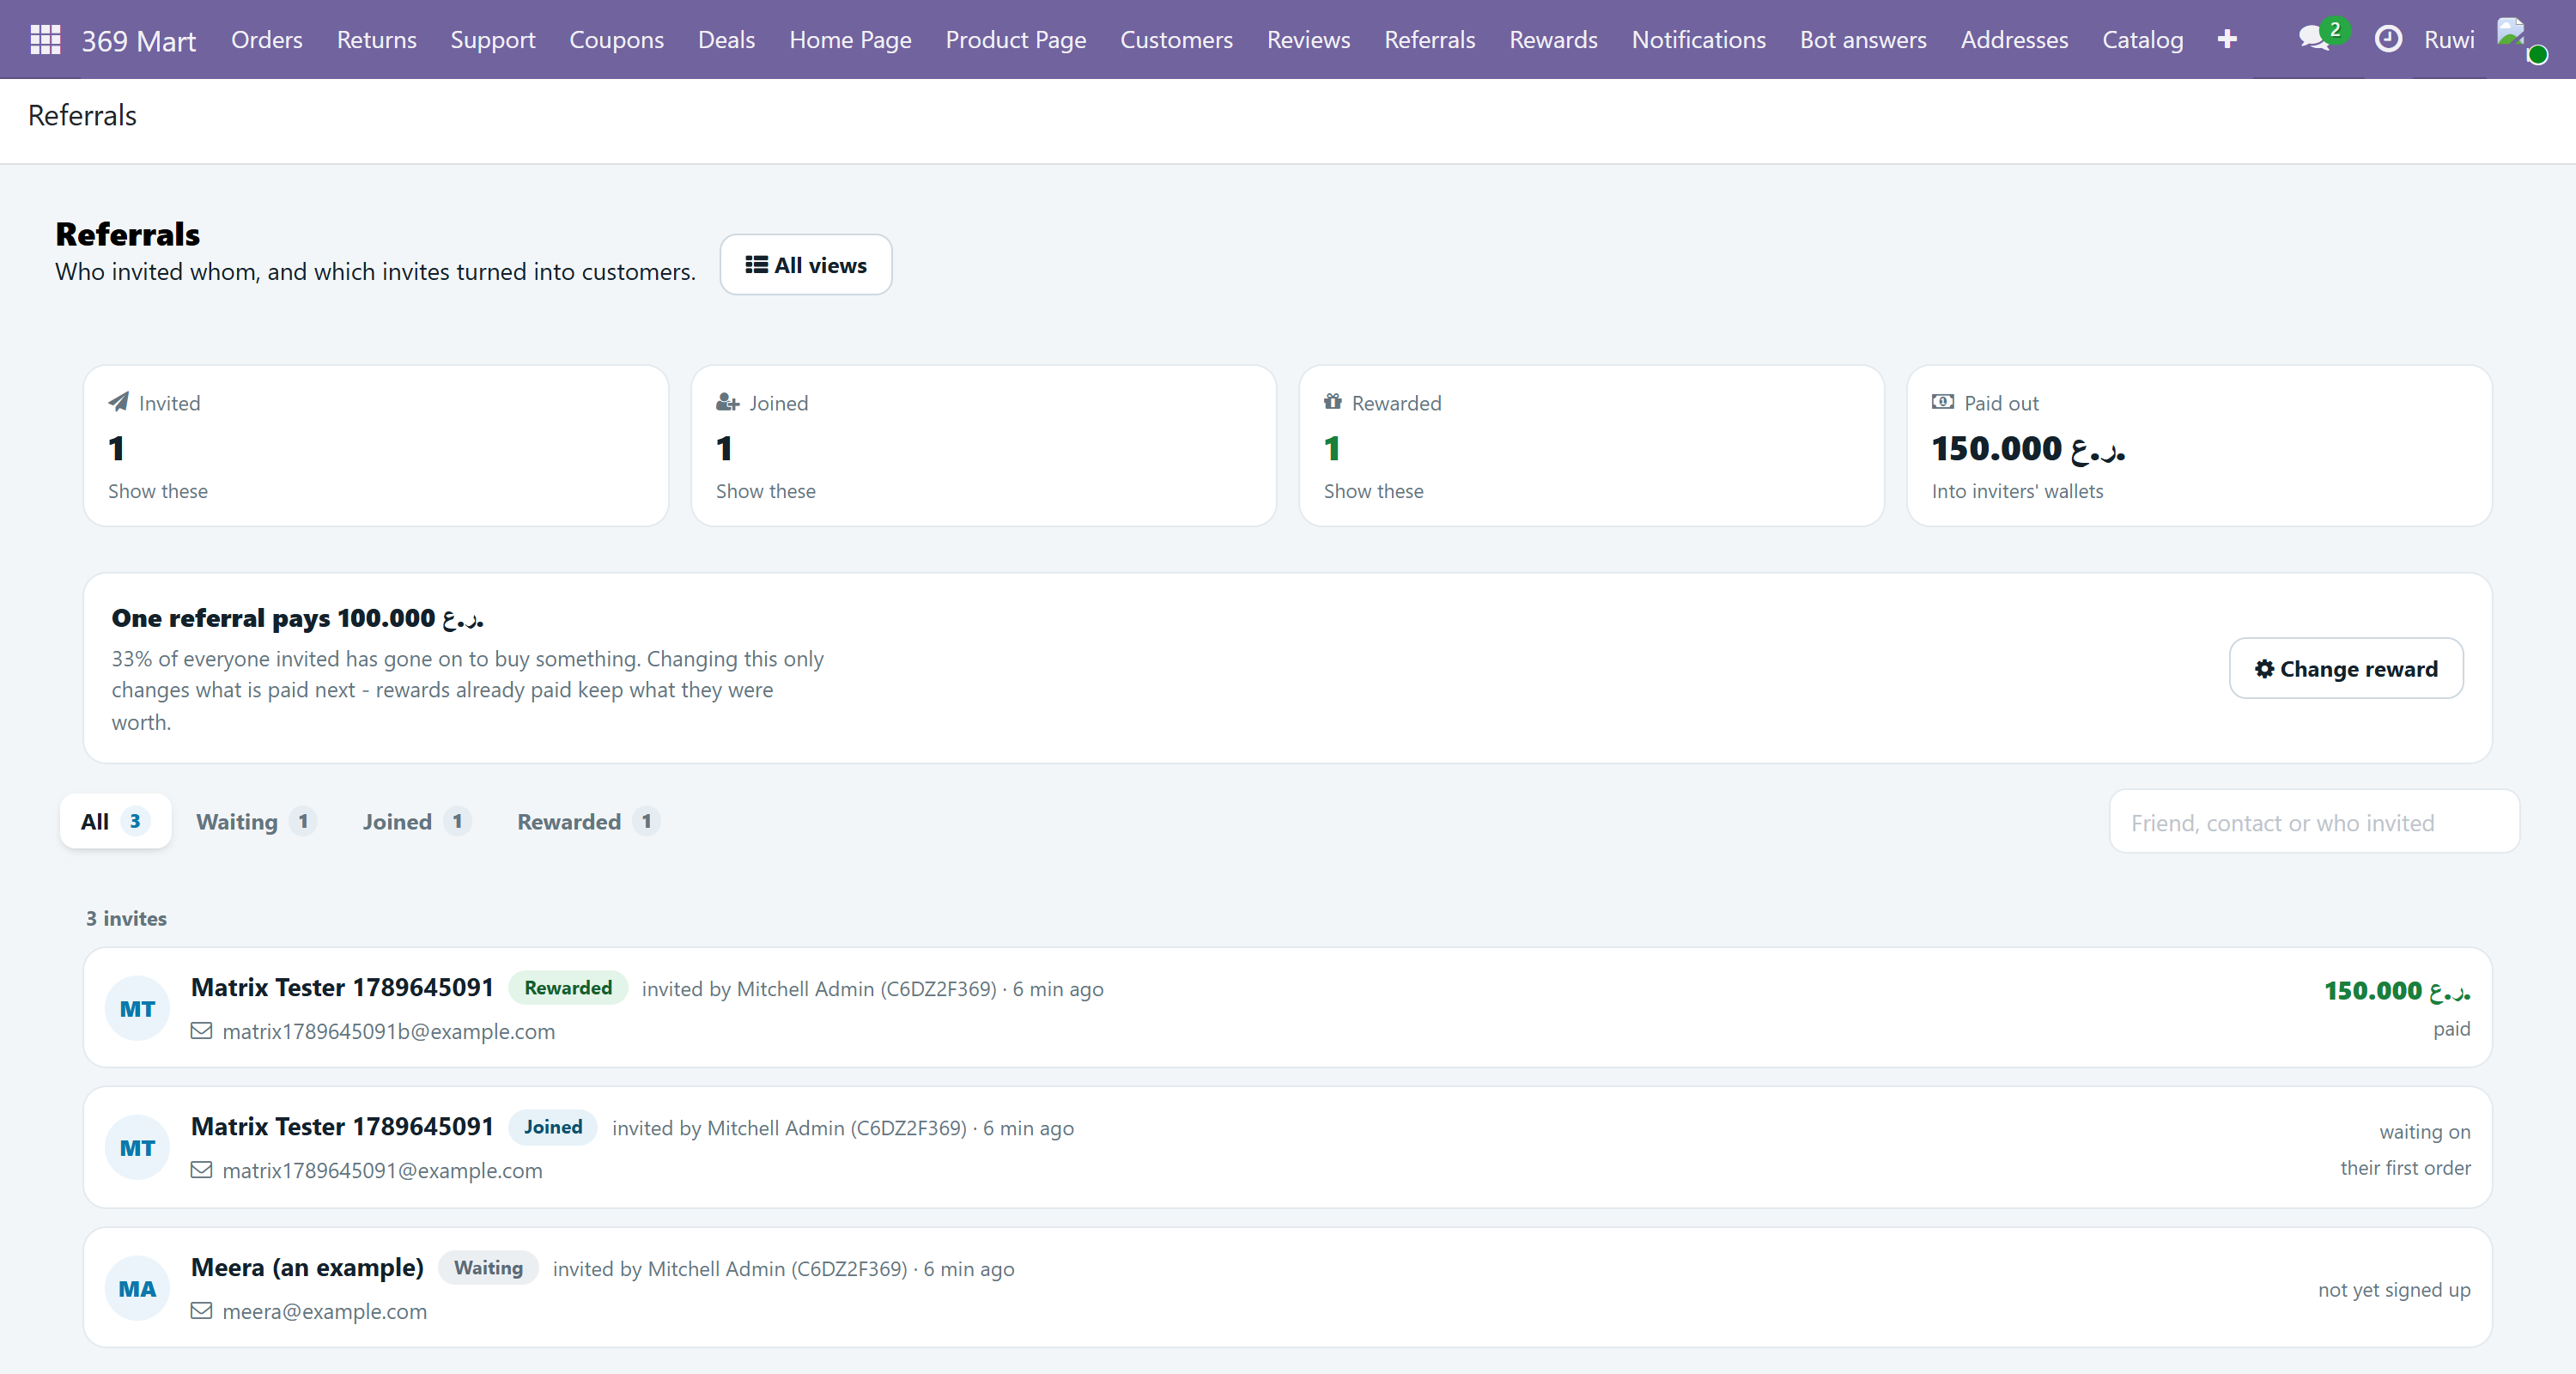 369 Mart Orders Returns Support Coupons Deals Home Page Product Page Customers Reviews Referrals Rewards Notifications Bot answers Addresses Catalog 2 Ruwi
Referrals
Referrals
Who invited whom, and which invites turned into customers.
All views
Invited
1
Show these
Joined
1
Show these
Rewarded
1
Show these
Paid out
150.000 ر.ع.
Into inviters' wallets
One referral pays 100.000 ر.ع.
33% of everyone invited has gone on to buy something. Changing this only
changes what is paid next - rewards already paid keep what they were
worth.
Change reward
All 3 Waiting 1 Joined 1 Rewarded 1
Friend, contact or who invited
3 invites
MT
Matrix Tester 1789645091 Rewarded invited by Mitchell Admin (C6DZ2F369) · 6 min ago
matrix1789645091b@example.com
150.000 ر.ع.
paid
MT
Matrix Tester 1789645091 Joined invited by Mitchell Admin (C6DZ2F369) · 6 min ago
matrix1789645091@example.com
waiting on
their first order
MA
Meera (an example) Waiting invited by Mitchell Admin (C6DZ2F369) · 6 min ago
meera@example.com
not yet signed up